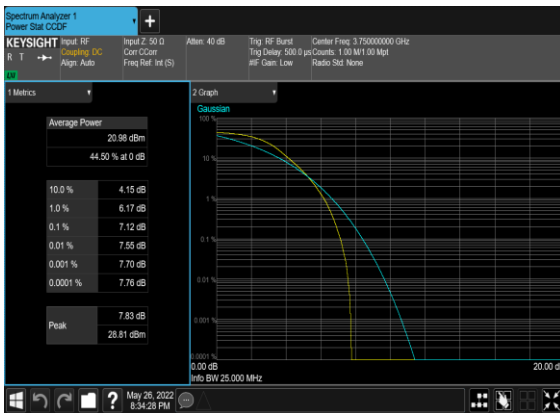 Spectrum Analyzer 1
Power Stat CCDF
KEYSIGHT
R T
LV
Input: RF
Coupling: DC
Align: Auto
Input Z: 50 Ω
Corr CCorr
Freq Ref: Int (S)
Atten: 40 dB
Trig: RF Burst
Trig Delay: 500.0 µs
#IF Gain: Low
Center Freq: 3.750000000 GHz
Counts: 1.00 M/1.00 Mpt
Radio Std: None
1 Metrics
Average Power
20.98 dBm
44.50 % at 0 dB
10.0 % 4.15 dB
1.0 % 6.17 dB
0.1 % 7.12 dB
0.01 % 7.55 dB
0.001 % 7.70 dB
0.0001 % 7.76 dB
Peak
7.83 dB
28.81 dBm
2 Graph
Gaussian
100 %
10 %
1 %
0.1 %
0.01 %
0.001 %
0.0001 %
0.00 dB
20.00 d
Info BW 25.000 MHz
?
May 26, 2022
8:34:28 PM